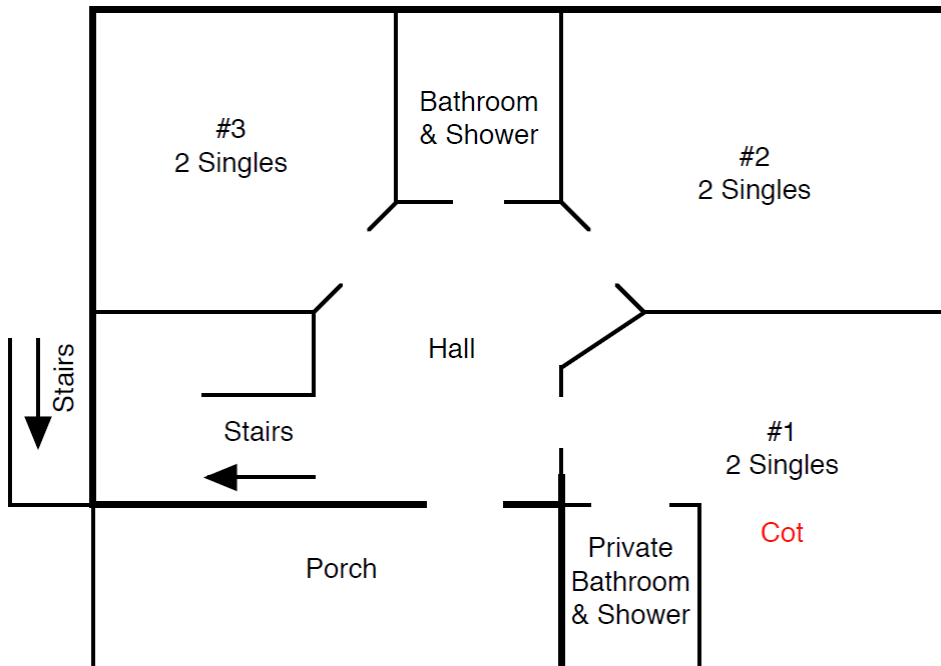 #3
2 Singles
Bathroom
& Shower
#2
2 Singles
Hall
Stairs
Stairs
#1
2 Singles
Cot
Porch
Private
Bathroom
& Shower